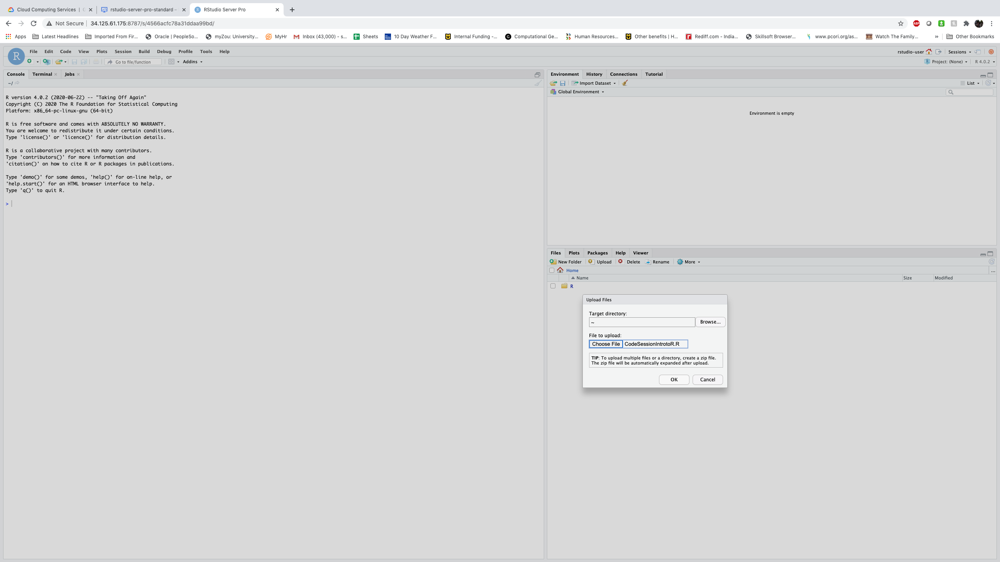 Cloud Computing Services | G
rstudio-server-pro-standard –
RStudio Server Pro
Not Secure
34.125.61.175:8787/s/4566acfc78a31ddaa99bd/
ABP
Apps
Latest Headlines
Imported From Fir...
Oracle | PeopleSo...
myZou: University...
MyHr
Inbox (43,000) - s...
Sheets
10 Day Weather F...
Internal Funding -...
Computational Ge...
Human Resources...
Other benefits | H...
Rediff.com - India...
Skillsoft Browser...
www.pcori.org/as...
Watch The Family...
»
Other Bookmarks
R
File Edit Code View Plots Session Build Debug Profile Tools Help
rstudio-user
Sessions
Go to file/function
Addins
Project: (None)
R 4.0.2
Console
Terminal
Jobs
~/
R version 4.0.2 (2020-06-22) -- "Taking Off Again"
Copyright (C) 2020 The R Foundation for Statistical Computing
Platform: x86_64-pc-linux-gnu (64-bit)
R is free software and comes with ABSOLUTELY NO WARRANTY.
You are welcome to redistribute it under certain conditions.
Type 'license()' or 'licence()' for distribution details.
R is a collaborative project with many contributors.
Type 'contributors()' for more information and
'citation()' on how to cite R or R packages in publications.
Type 'demo()' for some demos, 'help()' for on-line help, or
'help.start()' for an HTML browser interface to help.
Type 'q()' to quit R.
>
Environment
History
Connections
Tutorial
Import Dataset
List
Global Environment
Environment is empty
Files
Plots
Packages
Help
Viewer
New Folder
Upload
Delete
Rename
More
Home
...
Name
Size
Modified
R
Upload Files
Target directory:
~
Browse...
File to upload:
Choose File
CodeSessionIntrotoR.R
TIP: To upload multiple files or a directory, create a zip file.
The zip file will be automatically expanded after upload.
OK
Cancel